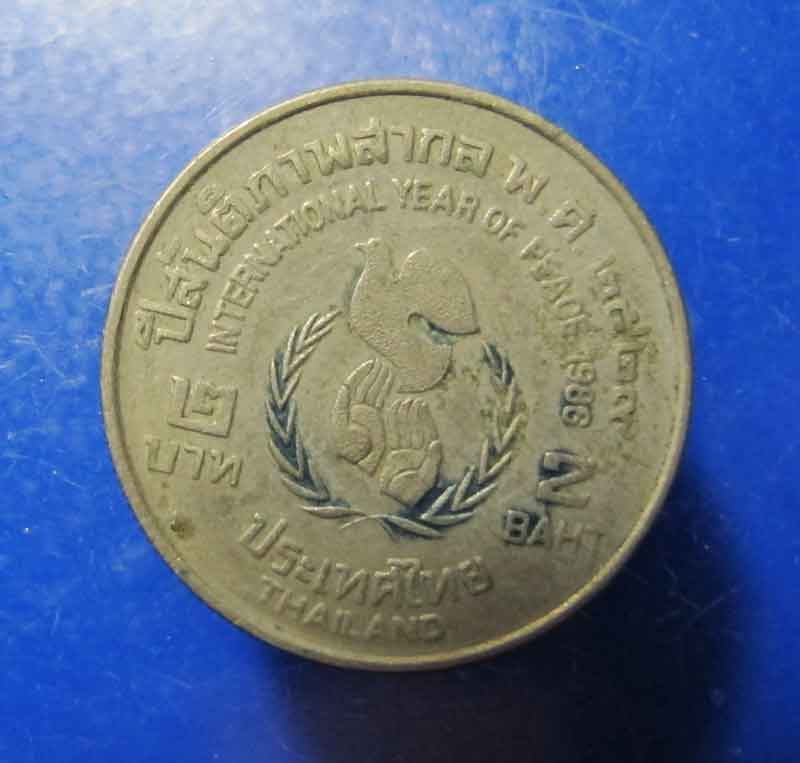 ปีสันติภาพสากล พ.ศ. ๒๕๒๙
INTERNATIONAL YEAR OF PEACE 1986
๒
บาท
2
BAHT
ประเทศไทย
THAILAND